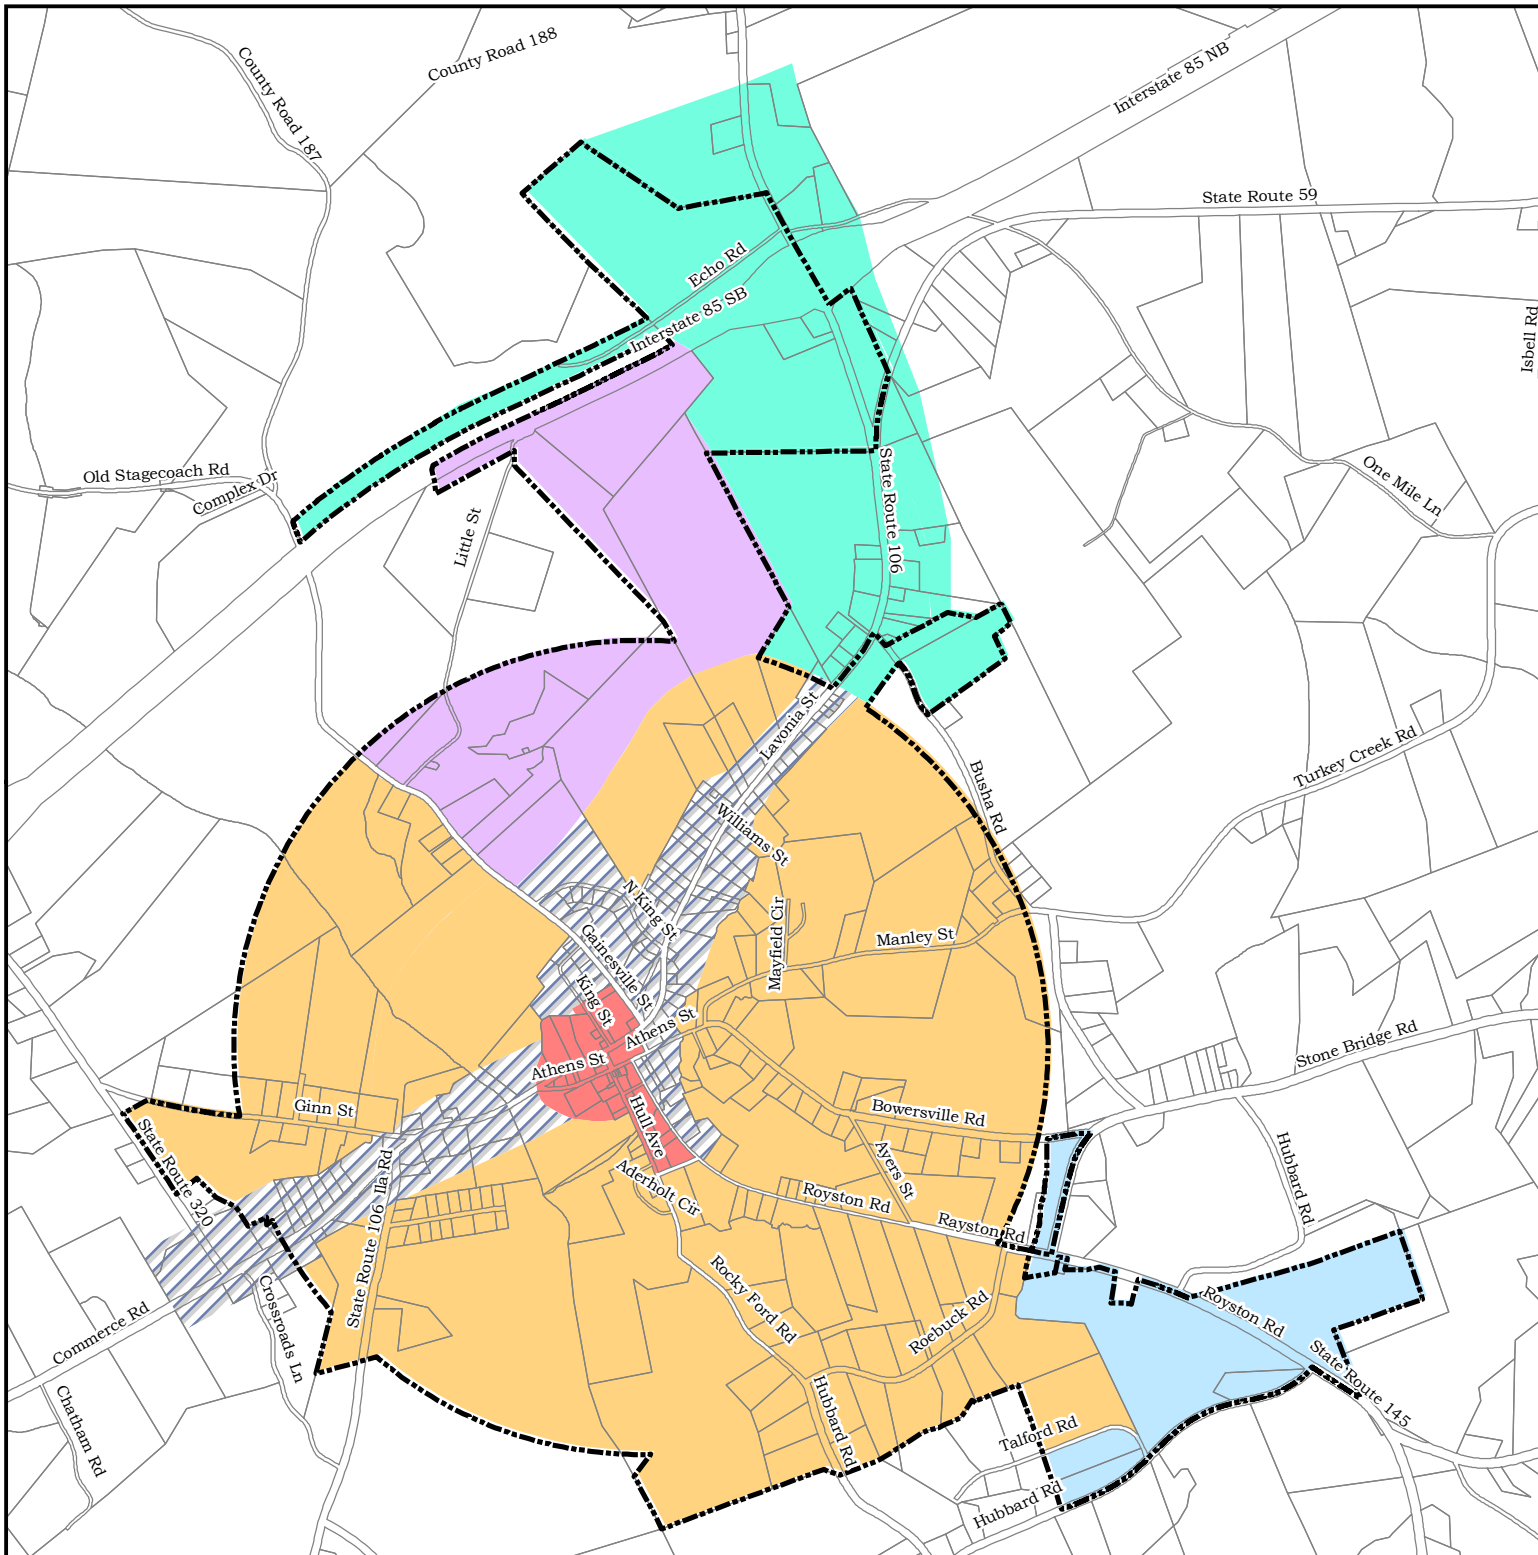 County Road 188
County Road 187
Interstate 85 NB
State Route 59
Echo Rd
Interstate 85 SB
Isbell Rd
Old Stagecoach Rd
Complex Dr
Little St
State Route 106
One Mile Ln
Lavonia St
Turkey Creek Rd
Busha Rd
Williams St
N King St
Mayfield Cir
Manley St
Gainesville St
King St
Athens St
Athens St
Stone Bridge Rd
Ginn St
Hull Ave
Bowersville Rd
State Route 320
State Route 106 Ila Rd
Ayers St
Hubbard Rd
Aderholt Cir
Royston Rd
Rayston Rd
Rocky Ford Rd
Roebuck Rd
Royston Rd
Commerce Rd
Crossroads Ln
State Route 145
Chatham Rd
Hubbard Rd
Talford Rd
Hubbard Rd